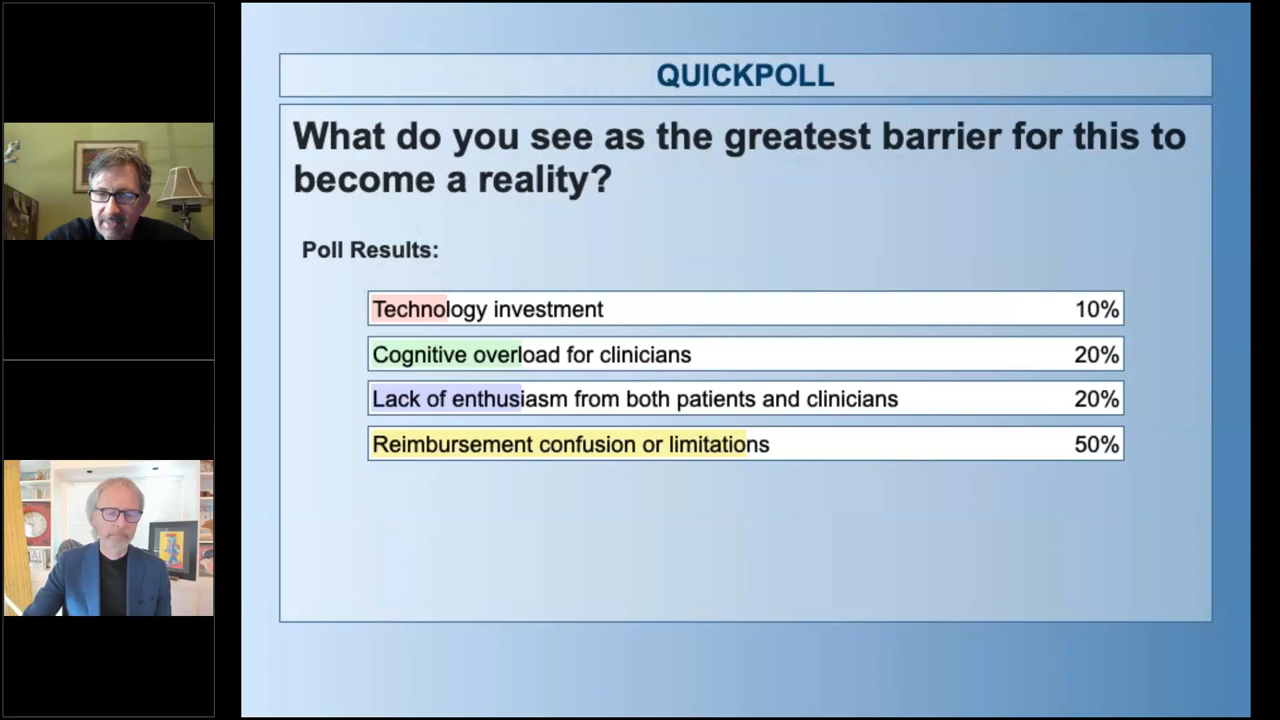 QUICKPOLL
What do you see as the greatest barrier for this to
become a reality?
Poll Results:
Technology investment 10%
Cognitive overload for clinicians 20%
Lack of enthusiasm from both patients and clinicians 20%
Reimbursement confusion or limitations 50%